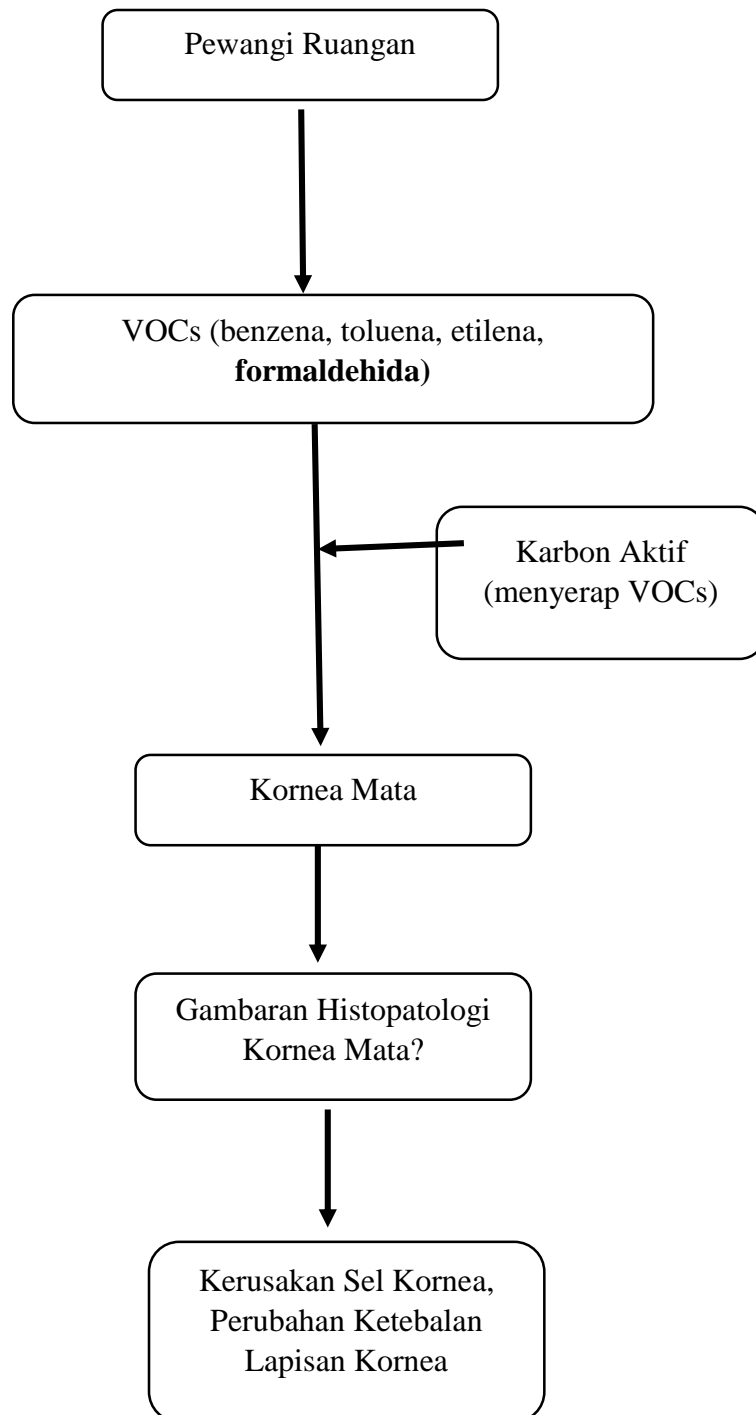 Pewangi Ruangan
VOCs (benzena, toluena, etilena,
formaldehida)
Karbon Aktif
(menyerap VOCs)
Kornea Mata
Gambaran Histopatologi
Kornea Mata?
Kerusakan Sel Kornea,
Perubahan Ketebalan
Lapisan Kornea